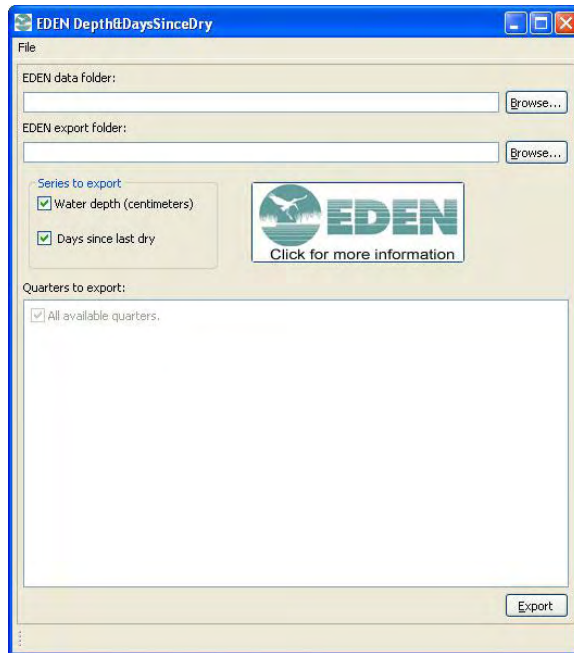 EDEN Depth&DaysSinceDry
File
EDEN data folder:
Browse...
EDEN export folder:
Browse...
Series to export
Water depth (centimeters)
Days since last dry
EDEN
Click for more information
Quarters to export:
All available quarters.
Export